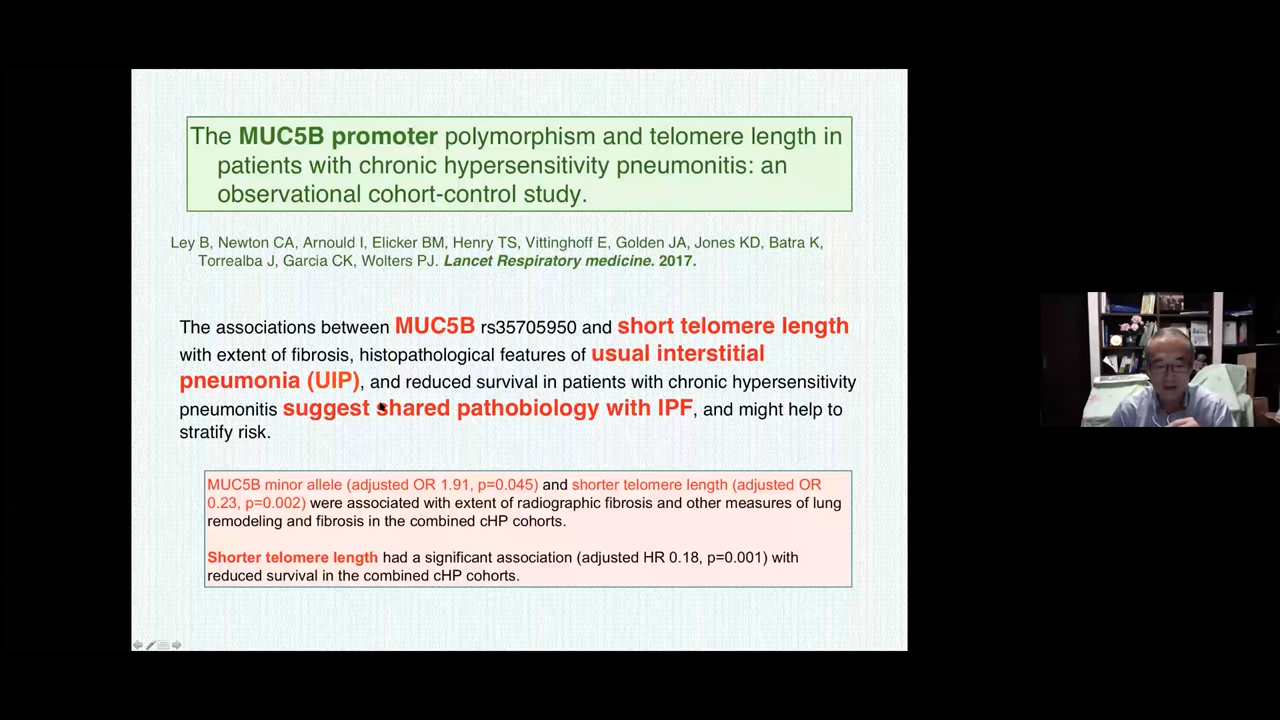 The MUC5B promoter polymorphism and telomere length in
patients with chronic hypersensitivity pneumonitis: an
observational cohort-control study.
Ley B, Newton CA, Arnould I, Elicker BM, Henry TS, Vittinghoff E, Golden JA, Jones KD, Batra K,
Torrealba J, Garcia CK, Wolters PJ. Lancet Respiratory medicine. 2017.
The associations between MUC5B rs35705950 and short telomere length
with extent of fibrosis, histopathological features of usual interstitial
pneumonia (UIP), and reduced survival in patients with chronic hypersensitivity
pneumonitis suggest shared pathobiology with IPF, and might help to
stratify risk.
MUC5B minor allele (adjusted OR 1.91, p=0.045) and shorter telomere length (adjusted OR
0.23, p=0.002) were associated with extent of radiographic fibrosis and other measures of lung
remodeling and fibrosis in the combined cHP cohorts.
Shorter telomere length had a significant association (adjusted HR 0.18, p=0.001) with
reduced survival in the combined cHP cohorts.